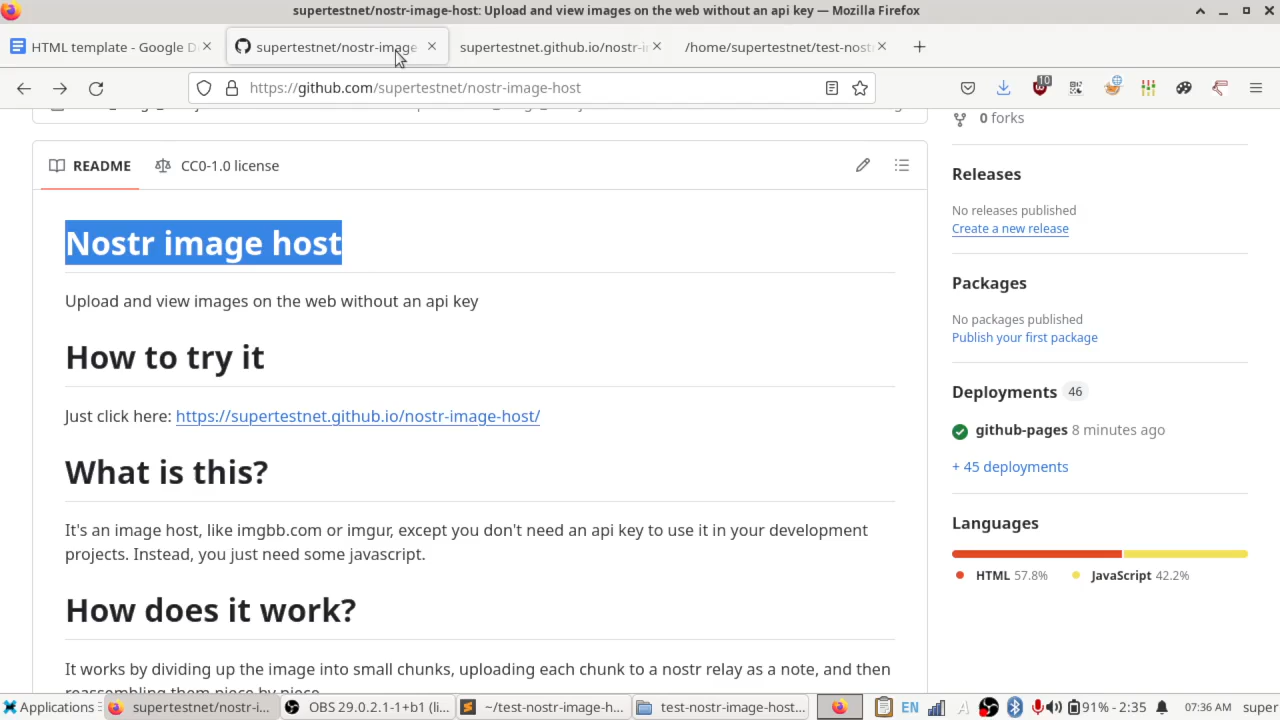 supertestnet/nostr-image-host: Upload and view images on the web without an api key — Mozilla Firefox
HTML template - Google D
supertestnet/nostr-image
supertestnet.github.io/nostr-i
/home/supertestnet/test-nost
https://github.com/supertestnet/nostr-image-host
10
0 forks
README
CC0-1.0 license
Releases
No releases published
Create a new release
Nostr image host
Upload and view images on the web without an api key
Packages
No packages published
Publish your first package
How to try it
Just click here: https://supertestnet.github.io/nostr-image-host/
Deployments 46
github-pages 8 minutes ago
+ 45 deployments
What is this?
It's an image host, like imgbb.com or imgur, except you don't need an api key to use it in your development
projects. Instead, you just need some javascript.
Languages
HTML 57.8%
JavaScript 42.2%
How does it work?
It works by dividing up the image into small chunks, uploading each chunk to a nostr relay as a note, and then
reassembling them piece by piece.
Applications
supertestnet/nostr-i...
OBS 29.0.2.1-1+b1 (li...
~/test-nostr-image-h...
test-nostr-image-host...
EN
A
91% - 2:35
07:36 AM
super